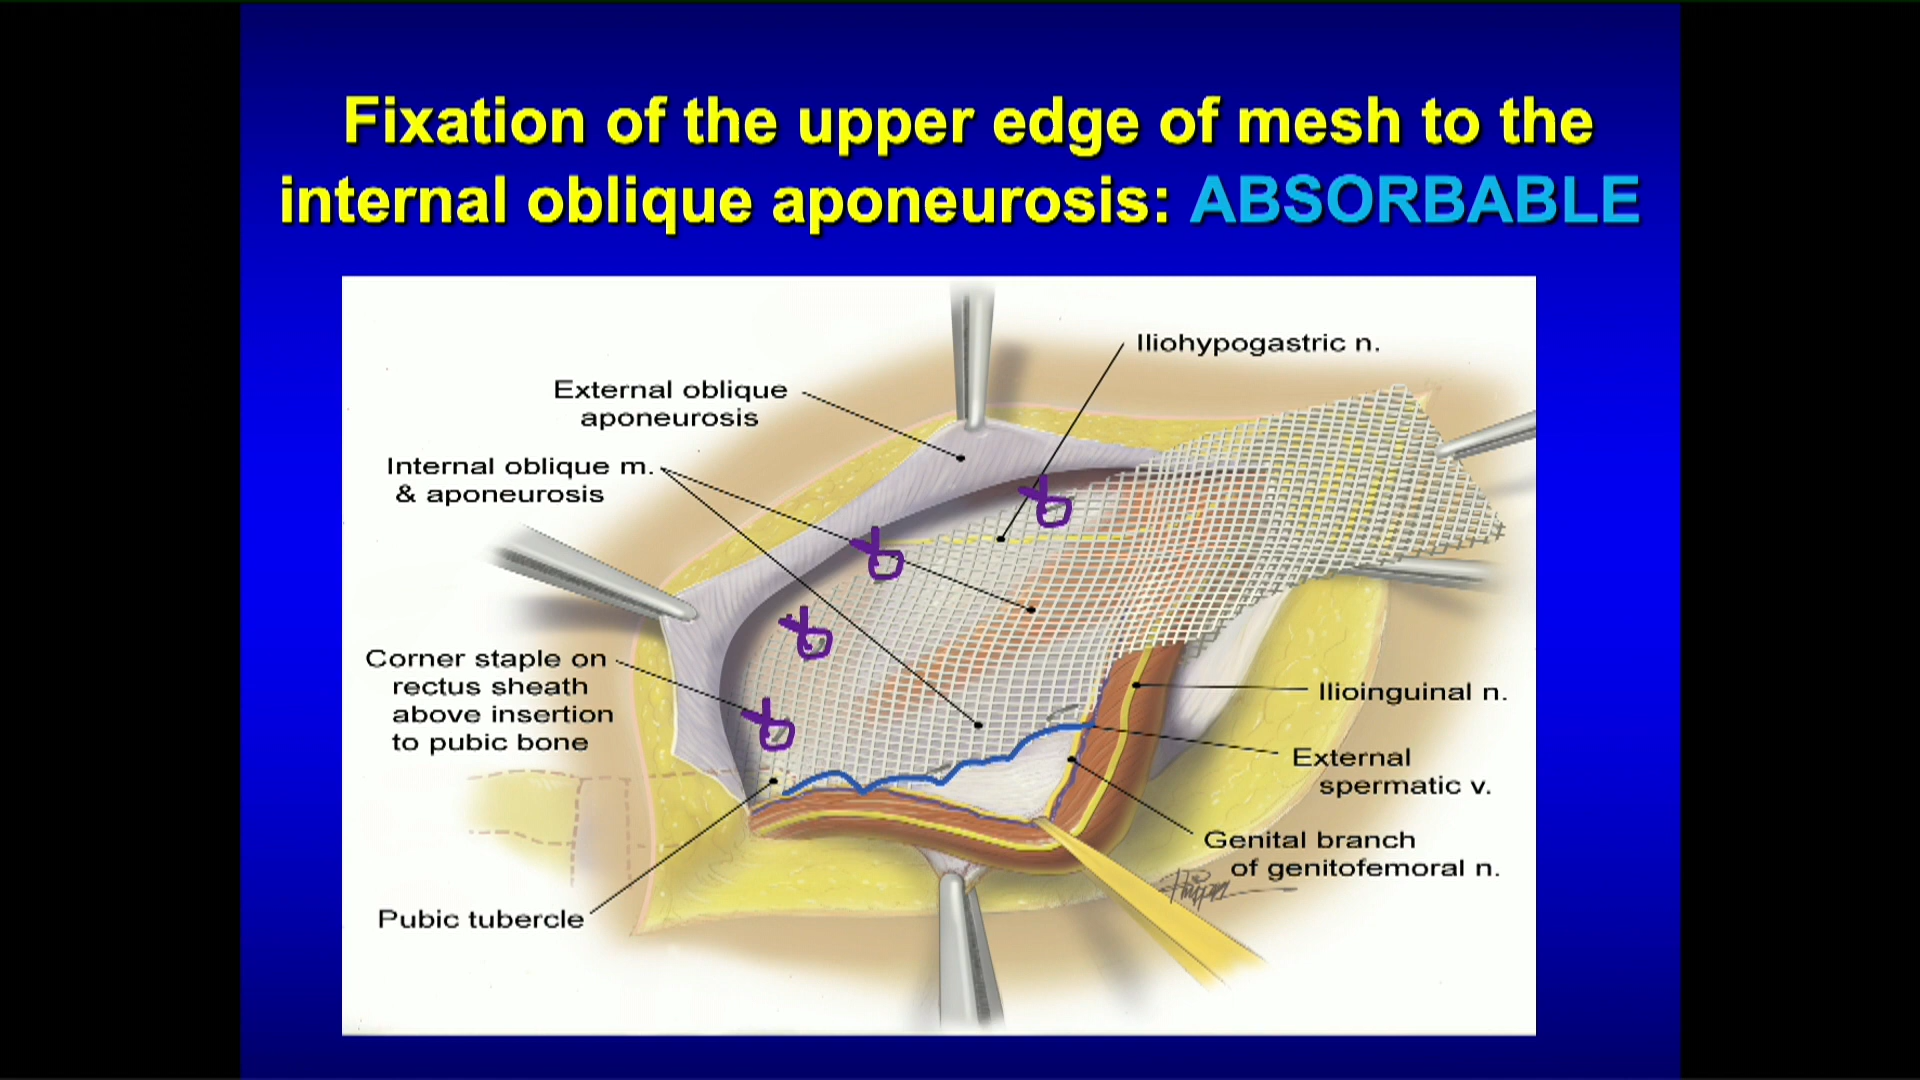 Fixation of the upper edge of mesh to the
internal oblique aponeurosis: ABSORBABLE
Iliohypogastric n.
External oblique
aponeurosis
Internal oblique m.
& aponeurosis
Corner staple on
rectus sheath
above insertion
to pubic bone
Ilioinguinal n.
External
spermatic v.
Genital branch
of genitofemoral n.
Pubic tubercle